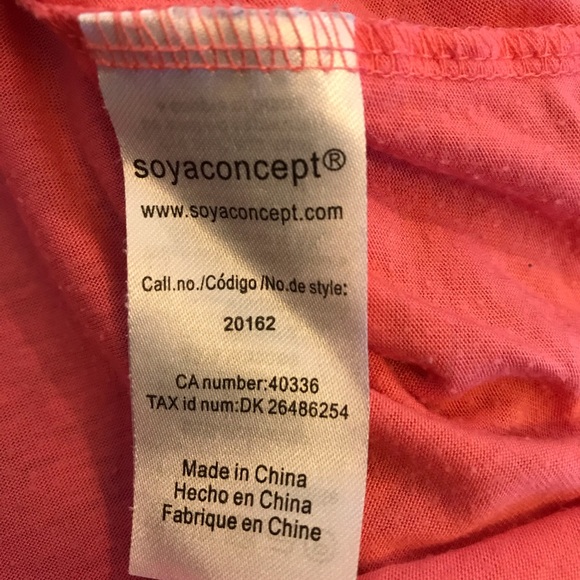 soyaconcept®
www.soyaconcept.com
Call.no./Código/No.de style:
20162
CA number:40336
TAX id num:DK 26486254
Made in China
Hecho en China
Fabrique en Chine